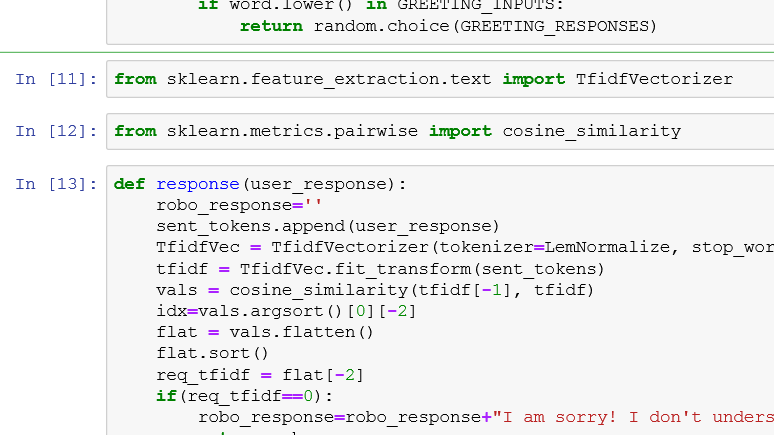 if word.lower() in GREETING_INPUTS:
return random.choice(GREETING_RESPONSES)
In [11]: from sklearn.feature_extraction.text import TfidfVectorizer
In [12]: from sklearn.metrics.pairwise import cosine_similarity
In [13]: def response(user_response):
robo_response=''
sent_tokens.append(user_response)
TfidfVec = TfidfVectorizer(tokenizer=LemNormalize, stop_wor
tfidf = TfidfVec.fit_transform(sent_tokens)
vals = cosine_similarity(tfidf[-1], tfidf)
idx=vals.argsort()[0][-2]
flat = vals.flatten()
flat.sort()
req_tfidf = flat[-2]
if(req_tfidf==0):
robo_response=robo_response+"I am sorry! I don't unders